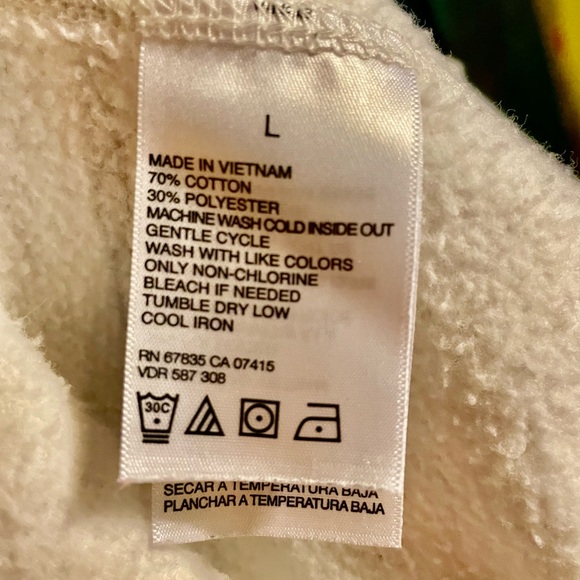 L
MADE IN VIETNAM
70% COTTON
30% POLYESTER
MACHINE WASH COLD INSIDE OUT
GENTLE CYCLE
WASH WITH LIKE COLORS
ONLY NON-CHLORINE
BLEACH IF NEEDED
TUMBLE DRY LOW
COOL IRON
RN 67835 CA 07415
VDR 587 308
30C
SECAR A TEMPERATURA BAJA
PLANCHAR A TEMPERATURA BAJA